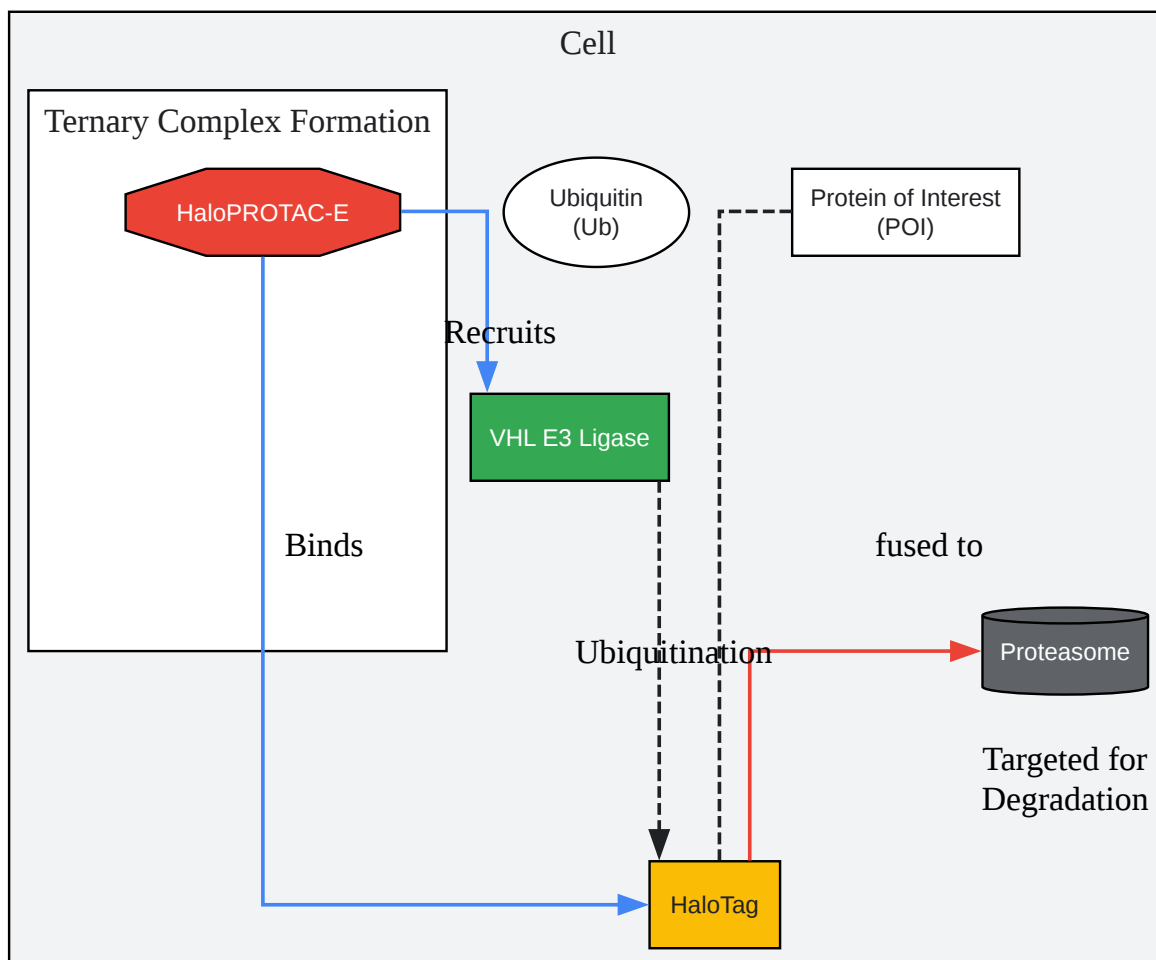 Cell
Ternary Complex Formation
HaloPROTAC-E
Ubiquitin
(Ub)
Protein of Interest
(POI)
Recruits
VHL E3 Ligase
Binds
fused to
Ubiquitination
Proteasome
Targeted for
Degradation
HaloTag